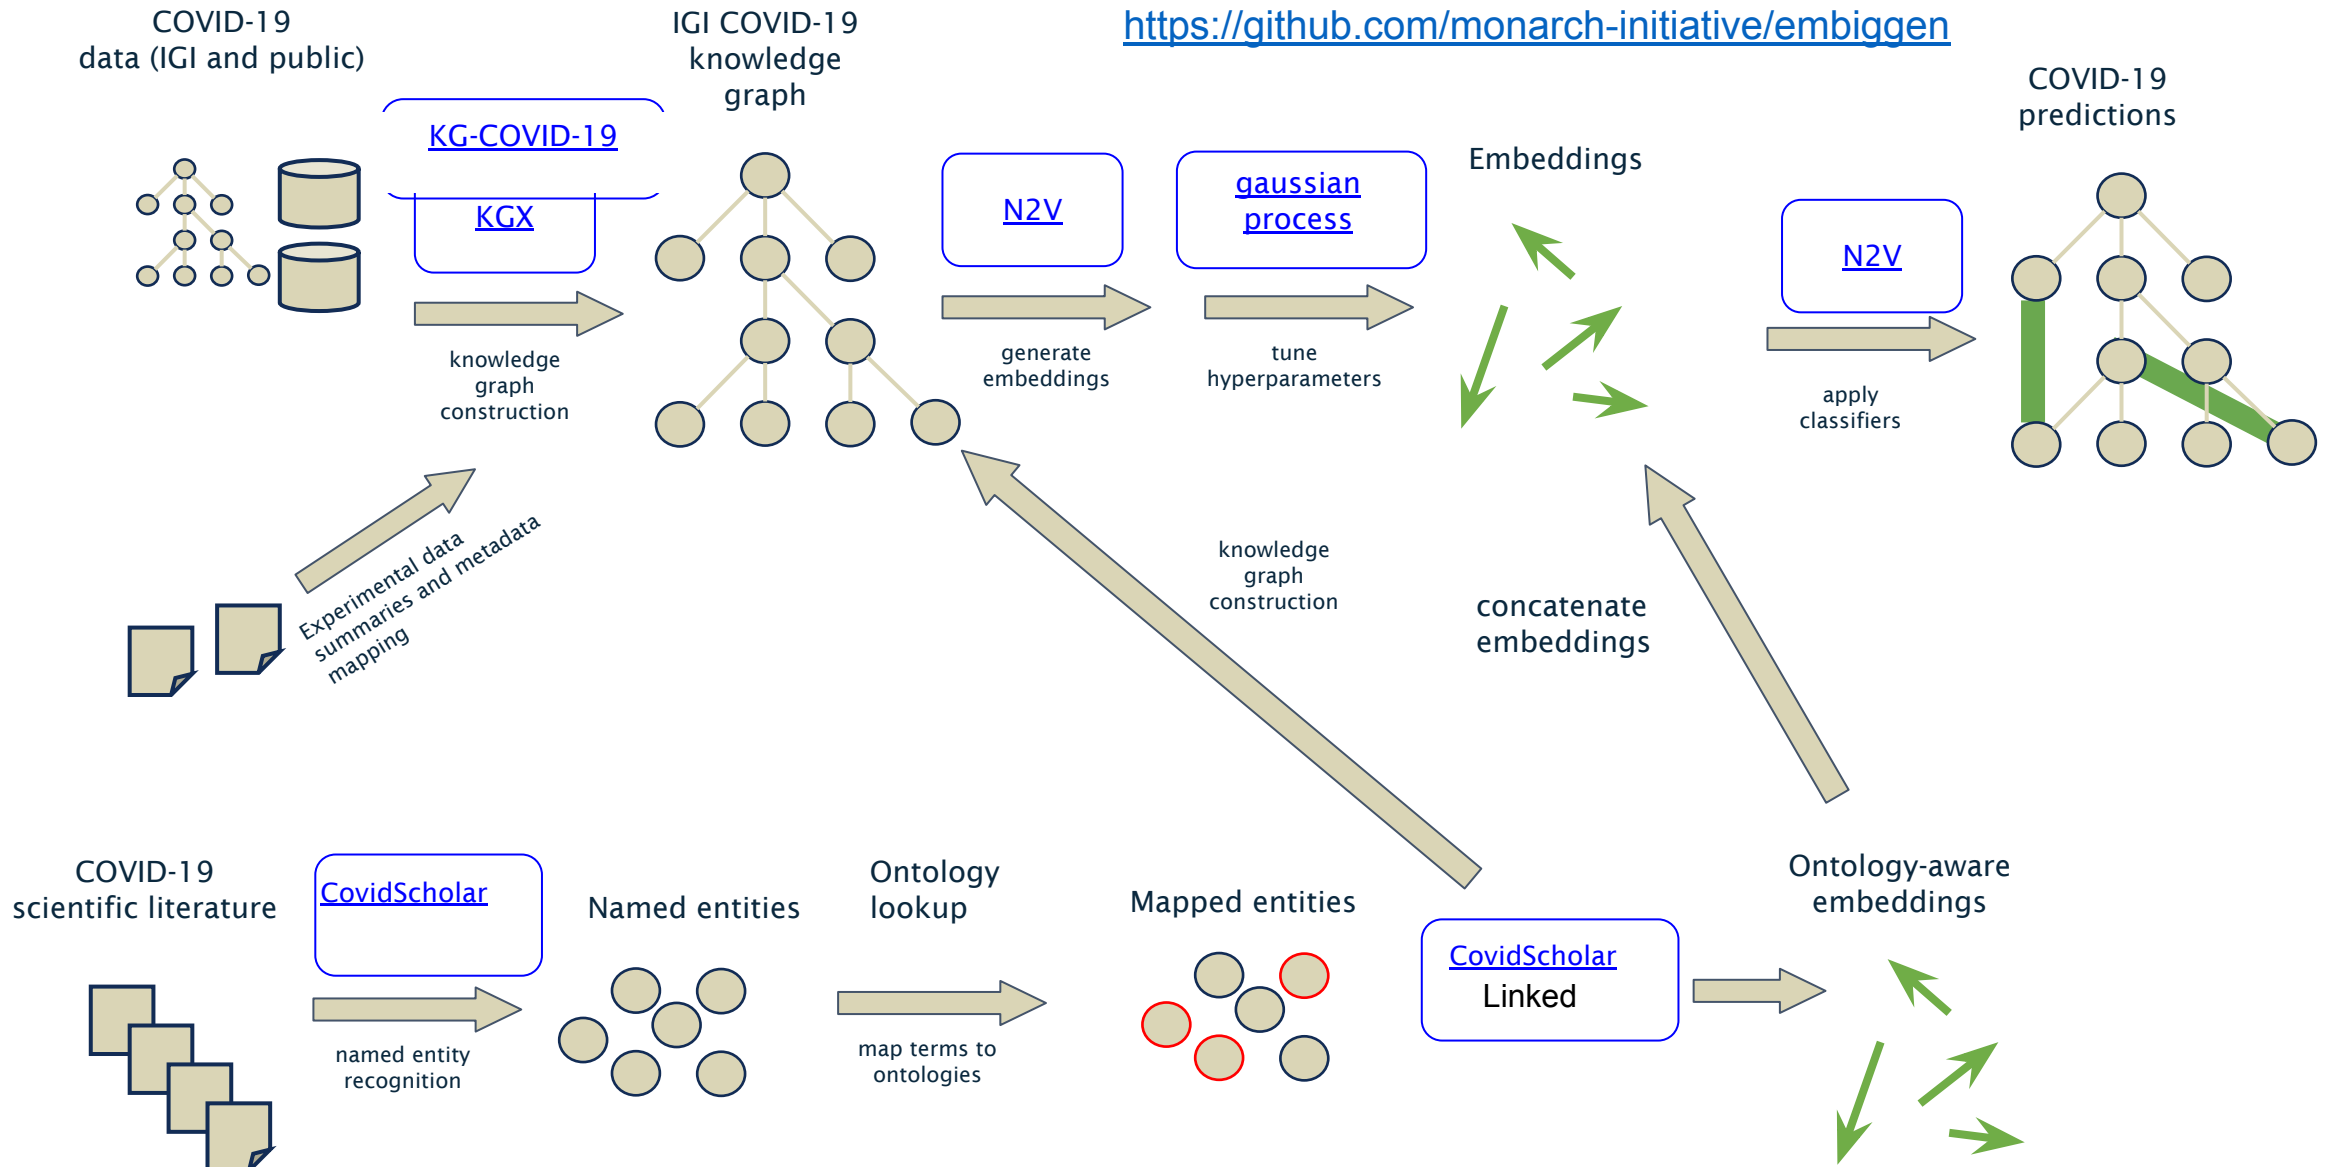 COVID-19
data (IGI and public)
IGI COVID-19
knowledge
graph
https://github.com/monarch-initiative/embiggen
COVID-19
predictions
KG-COVID-19
KGX
N2V
gaussian
process
Embeddings
N2V
knowledge
graph
construction
generate
embeddings
tune
hyperparameters
apply
classifiers
Experimental data
summaries and metadata
mapping
knowledge
graph
construction
concatenate
embeddings
COVID-19
scientific literature
CovidScholar
named entity
recognition
Named entities
Ontology
lookup
map terms to
ontologies
Mapped entities
CovidScholar
Linked
Ontology-aware
embeddings